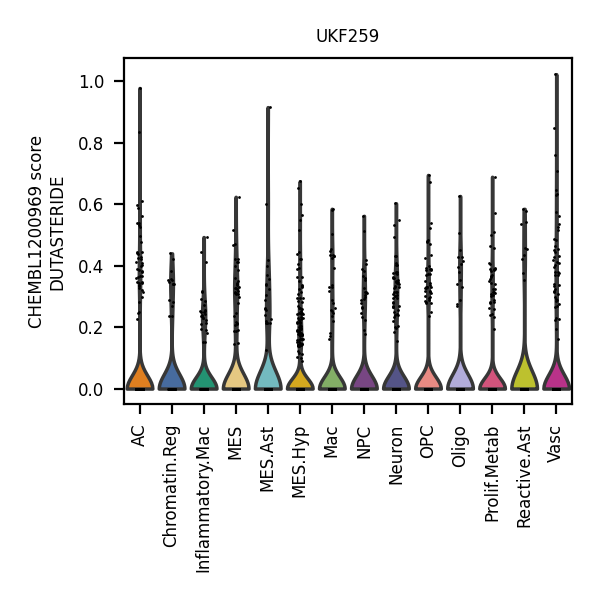 UKF259
CHEMBL1200969 score
DUTASTERIDE
1.0
0.8
0.6
0.4
0.2
0.0
AC
Chromatin.Reg
Inflammatory.Mac
MES
MES.Ast
MES.Hyp
Mac
NPC
Neuron
OPC
Oligo
Prolif.Metab
Reactive.Ast
Vasc